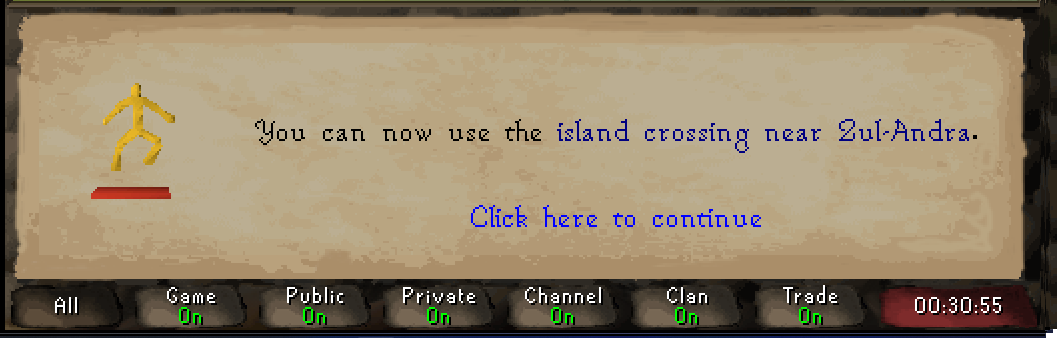 You can now use the island crossing near Zul-Andra.
Click here to continue
All
Game
On
Public
On
Private
On
Channel
On
Clan
On
Trade
On
00:30:55